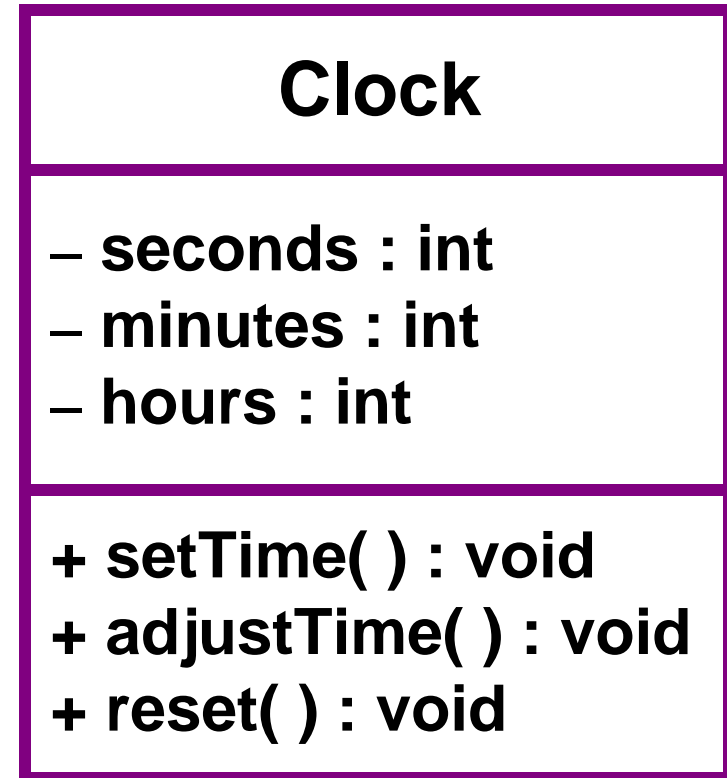 Clock
– seconds : int
– minutes : int
– hours : int
+ setTime( ) : void
+ adjustTime( ) : void
+ reset( ) : void